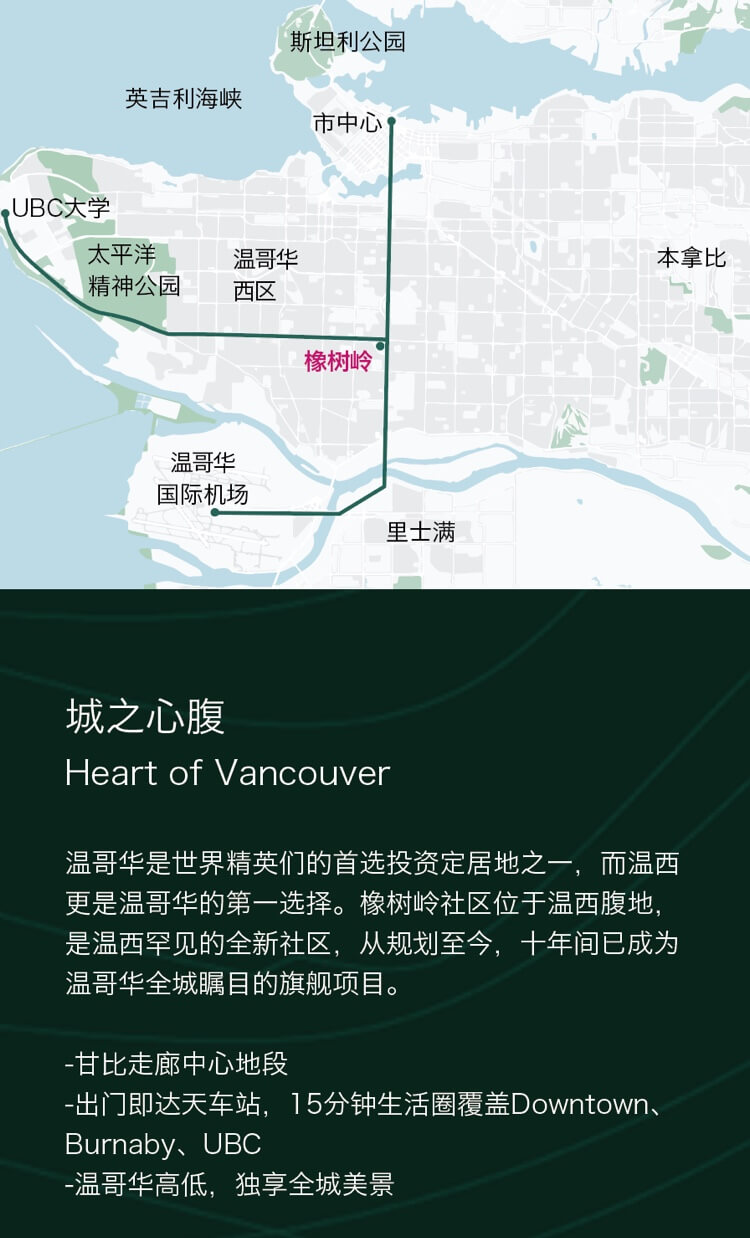 斯坦利公园
英吉利海峡
市中心
UBC大学
太平洋
精神公园
温哥华
西区
本拿比
橡树岭
温哥华
国际机场
里士满
城之心腹
Heart of Vancouver
温哥华是世界精英们的首选投资定居地之一，而温西
更是温哥华的第一选择。橡树岭社区位于温西腹地，
是温西罕见的全新社区，从规划至今，十年间已成为
温哥华全城瞩目的旗舰项目。
-甘比走廊中心地段
-出门即达天车站，15分钟生活圈覆盖Downtown、
Burnaby、UBC
-温哥华高低，独享全城美景